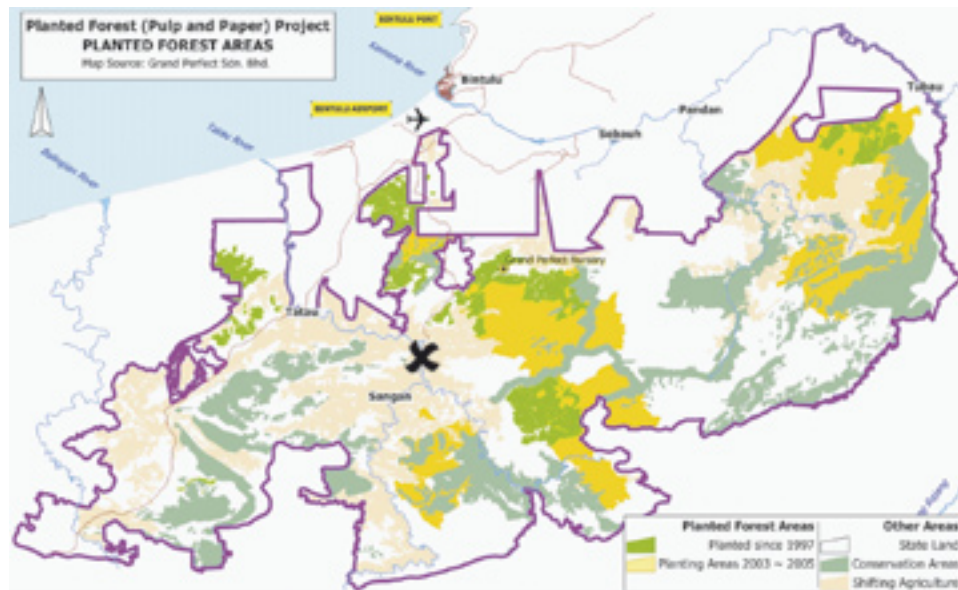 Planted Forest (Pulp and Paper) Project
PLANTED FOREST AREAS
Map Source: Grand Perfect Sdn. Bhd.
BINTULU PORT
Kemena River
Bintulu
BINTULU AIRPORT
Tubau
Pandan
Sebauh
Tatau River
Balingian River
Grand Perfect Nursery
Tatau
Sangan
Planted Forest Areas
Planted since 1997
Planting Areas 2003 ~ 2005
Other Areas
State Land
Conservation Areas
Shifting Agriculture